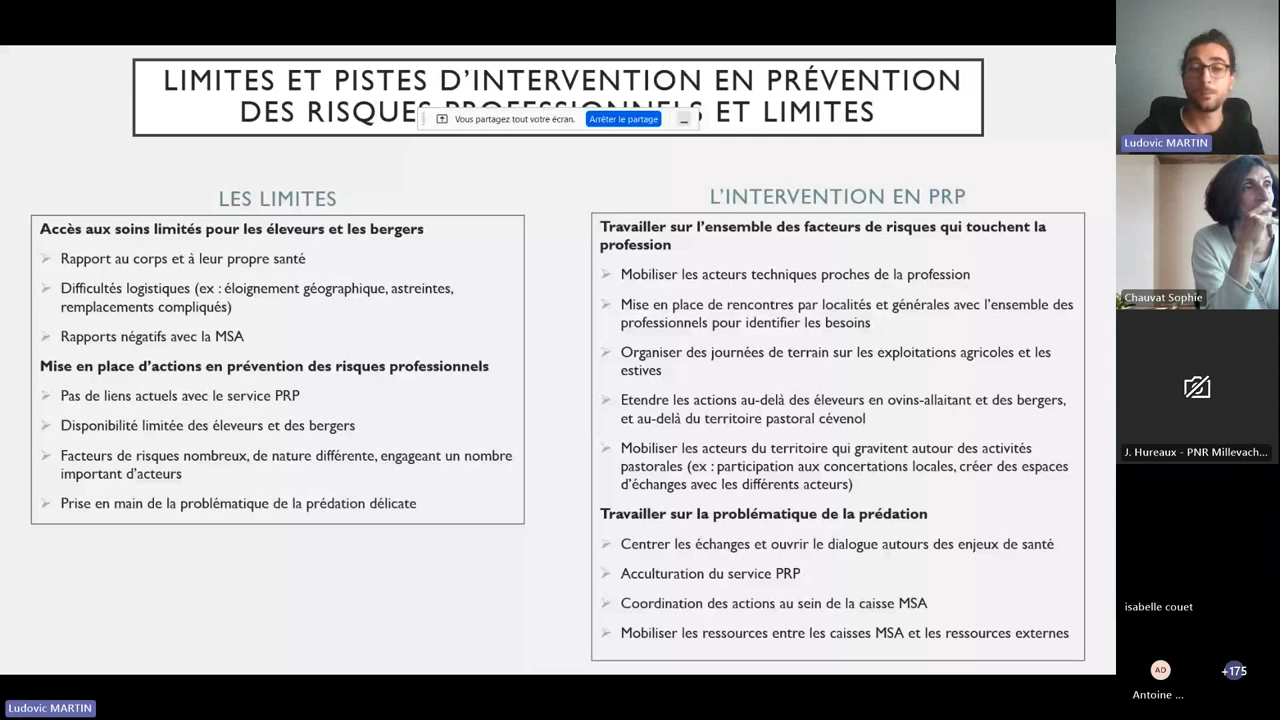 LIMITES ET PISTES D'INTERVENTION EN PRÉVENTION
DES RISQUES PROFESSIONNELS ET LIMITES
Vous partagez tout votre écran.
Arrêter le partage
LES LIMITES
Accès aux soins limités pour les éleveurs et les bergers
Rapport au corps et à leur propre santé
Difficultés logistiques (ex : éloignement géographique, astreintes,
remplacements compliqués)
Rapports négatifs avec la MSA
Mise en place d'actions en prévention des risques professionnels
Pas de liens actuels avec le service PRP
Disponibilité limitée des éleveurs et des bergers
Facteurs de risques nombreux, de nature différente, engageant un nombre
important d'acteurs
Prise en main de la problématique de la prédation délicate
L'INTERVENTION EN PRP
Travailler sur l'ensemble des facteurs de risques qui touchent la
profession
Mobiliser les acteurs techniques proches de la profession
Mise en place de rencontres par localités et générales avec l'ensemble des
professionnels pour identifier les besoins
Organiser des journées de terrain sur les exploitations agricoles et les
estives
Etendre les actions au-delà des éleveurs en ovins-allaitant et des bergers,
et au-delà du territoire pastoral cévenol
Mobiliser les acteurs du territoire qui gravitent autour des activités
pastorales (ex : participation aux concertations locales, créer des espaces
d'échanges avec les différents acteurs)
Travailler sur la problématique de la prédation
Centrer les échanges et ouvrir le dialogue autours des enjeux de santé
Acculturation du service PRP
Coordination des actions au sein de la caisse MSA
Mobiliser les ressources entre les caisses MSA et les ressources externes
Ludovic MARTIN
Chauvat Sophie
J. Hureaux - PNR Millevach...
isabelle couet
AD
Antoine ...
+175
Ludovic MARTIN